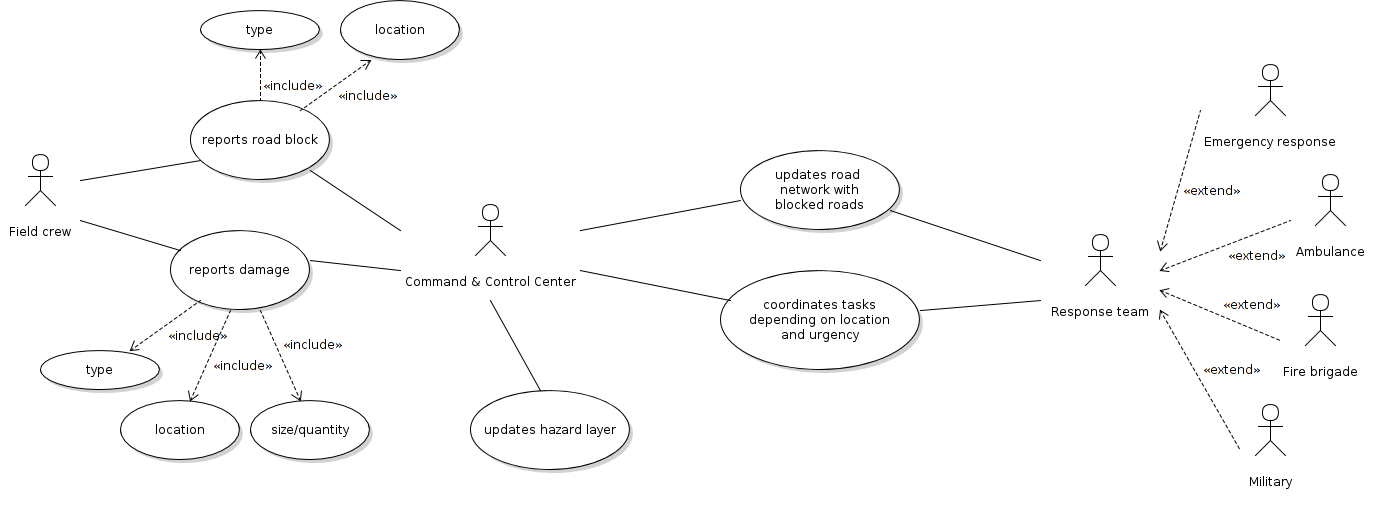 type
location
«include»
«include»
reports road block
Field crew
reports damage
«include»
«include»
«include»
type
location
size/quantity
Command & Control Center
updates hazard layer
updates road
network with
blocked roads
coordinates tasks
depending on location
and urgency
Response team
Emergency response
«extend»
Ambulance
«extend»
«extend»
Fire brigade
«extend»
Military